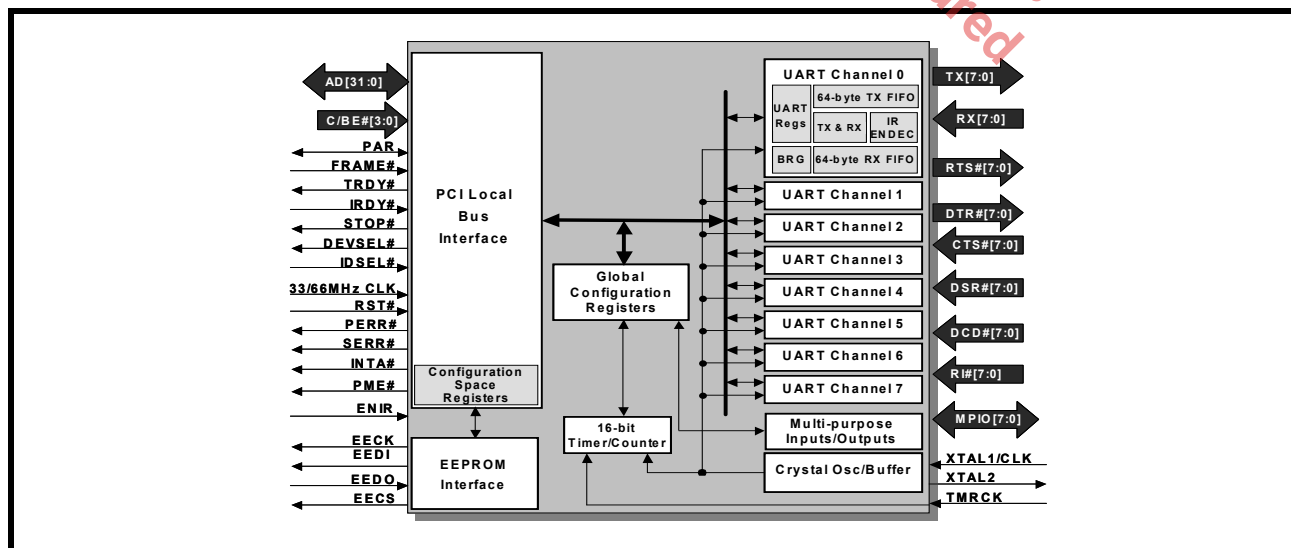 AD[31:0]
C/BE#[3:0]
PAR
FRAME#
TRDY#
IRDY#
STOP#
DEVSEL#
IDSEL#
33/66MHz CLK
RST#
PERR#
SERR#
INTA#
PME#
ENIR
EECK
EEDI
EEDO
EECS
PCI Local
Bus
Interface
Configuration
Space
Registers
EEPROM
Interface
Global
Configuration
Registers
16-bit
Timer/Counter
UART Channel 0
UART
Regs
64-byte TX FIFO
TX & RX
IR
ENDEC
BRG
64-byte RX FIFO
UART Channel 1
UART Channel 2
UART Channel 3
UART Channel 4
UART Channel 5
UART Channel 6
UART Channel 7
Multi-purpose
Inputs/Outputs
Crystal Osc/Buffer
TX[7:0]
RX[7:0]
RTS#[7:0]
DTR#[7:0]
CTS#[7:0]
DSR#[7:0]
DCD#[7:0]
RI#[7:0]
MPIO[7:0]
XTAL1/CLK
XTAL2
TMRCK